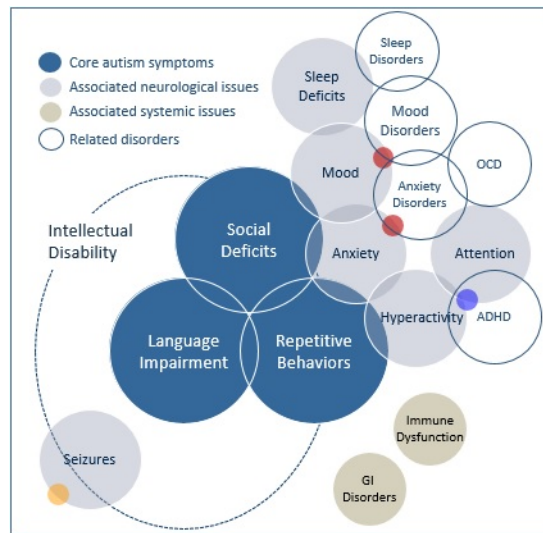 Core autism symptoms
Associated neurological issues
Associated systemic issues
Related disorders
Sleep
Disorders
Sleep
Deficits
Mood
Disorders
OCD
Mood
Anxiety
Disorders
Intellectual
Disability
Social
Deficits
Anxiety
Attention
Hyperactivity
ADHD
Language
Impairment
Repetitive
Behaviors
Immune
Dysfunction
Seizures
GI
Disorders